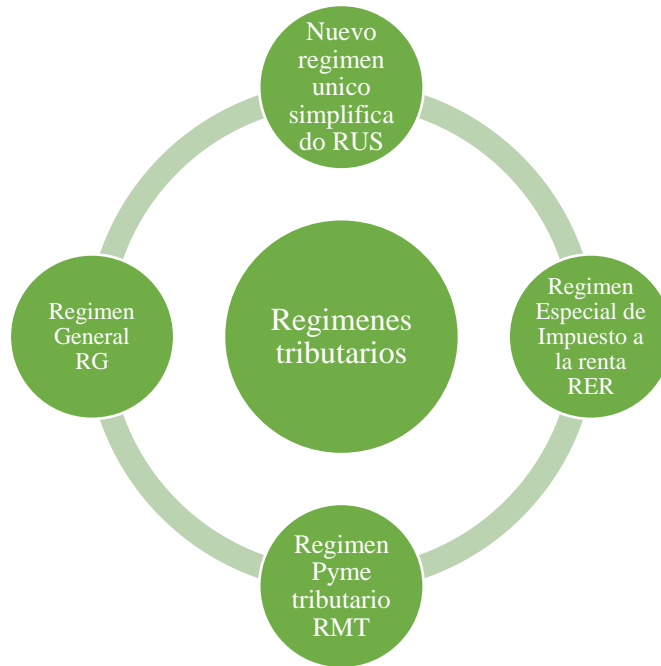 Nuevo
regimen
unico
simplifica
do RUS
Regimen
General
RG
Regimenes
tributarios
Regimen
Especial de
Impuesto a
la renta
RER
Regimen
Pyme
tributario
RMT